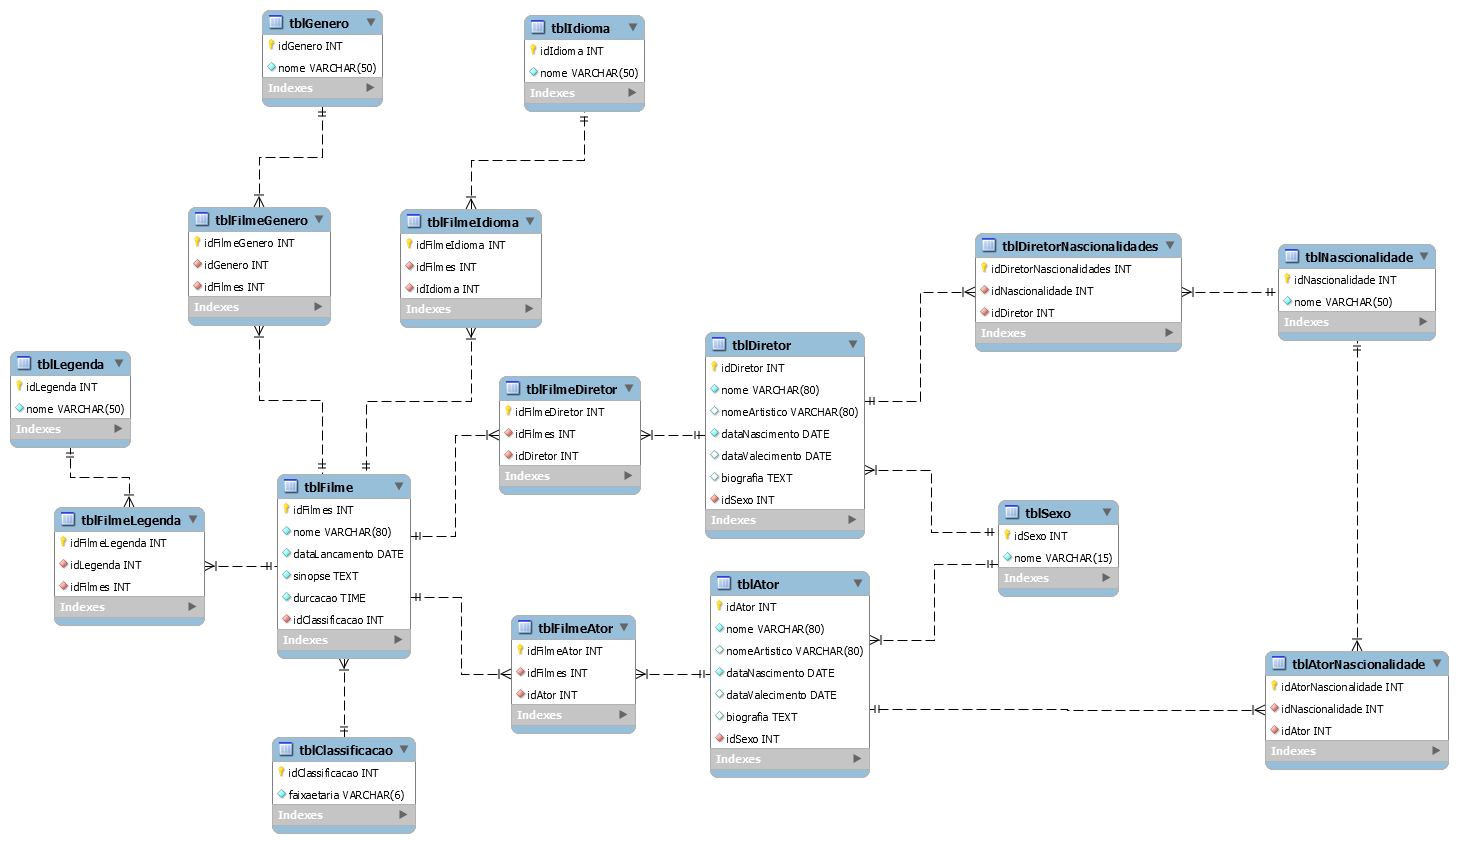 tblGenero
idGenero INT
nome VARCHAR(50)
Indexes
tblIdioma
idIdioma INT
nome VARCHAR(50)
Indexes
tblFilmeGenero
idFilmeGenero INT
idGenero INT
idFilmes INT
Indexes
tblFilmeIdioma
idFilmeIdioma INT
idFilmes INT
idIdioma INT
Indexes
tblDiretorNascionalidades
idDiretorNascionalidades INT
idNascionalidade INT
idDiretor INT
Indexes
tblNascionalidade
idNascionalidade INT
nome VARCHAR(50)
Indexes
tblLegenda
idLegenda INT
nome VARCHAR(50)
Indexes
tblFilmeDiretor
idFilmeDiretor INT
idFilmes INT
idDiretor INT
Indexes
tblDiretor
idDiretor INT
nome VARCHAR(80)
nomeArtistico VARCHAR(80)
dataNascimento DATE
dataValecimento DATE
biografia TEXT
idSexo INT
Indexes
tblFilmeLegenda
idFilmeLegenda INT
idLegenda INT
idFilmes INT
Indexes
tblFilme
idFilmes INT
nome VARCHAR(80)
dataLancamento DATE
sinopse TEXT
durcacao TIME
idClassificacao INT
Indexes
tblSexo
idSexo INT
nome VARCHAR(15)
Indexes
tblFilmeAtor
idFilmeAtor INT
idFilmes INT
idAtor INT
Indexes
tblAtor
idAtor INT
nome VARCHAR(80)
nomeArtistico VARCHAR(80)
dataNascimento DATE
dataValecimento DATE
biografia TEXT
idSexo INT
Indexes
tblAtorNascionalidade
idAtorNascionalidade INT
idNascionalidade INT
idAtor INT
Indexes
tblClassificacao
idClassificacao INT
faixaetaria VARCHAR(6)
Indexes